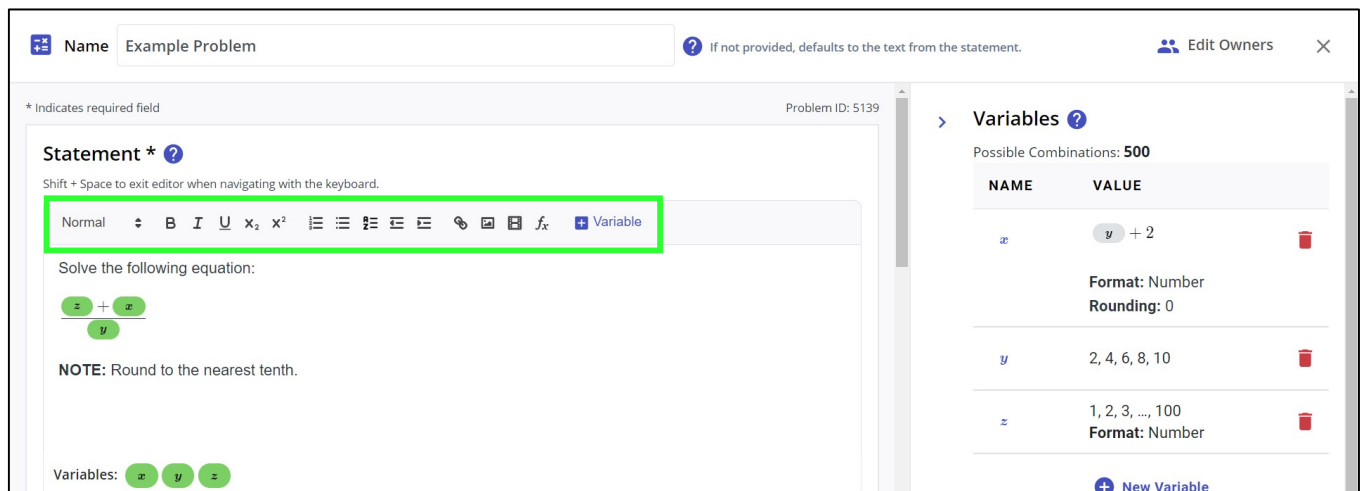 Name Example Problem If not provided, defaults to the text from the statement. Edit Owners
* Indicates required field Problem ID: 5139
Statement *
Shift + Space to exit editor when navigating with the keyboard.
Normal B I U X₂ X² fx Variable
Solve the following equation:
z + x
y
NOTE: Round to the nearest tenth.
Variables: x y z
Variables
Possible Combinations: 500
NAME VALUE
x y + 2
Format: Number
Rounding: 0
y 2, 4, 6, 8, 10
z 1, 2, 3, ..., 100
Format: Number
New Variable